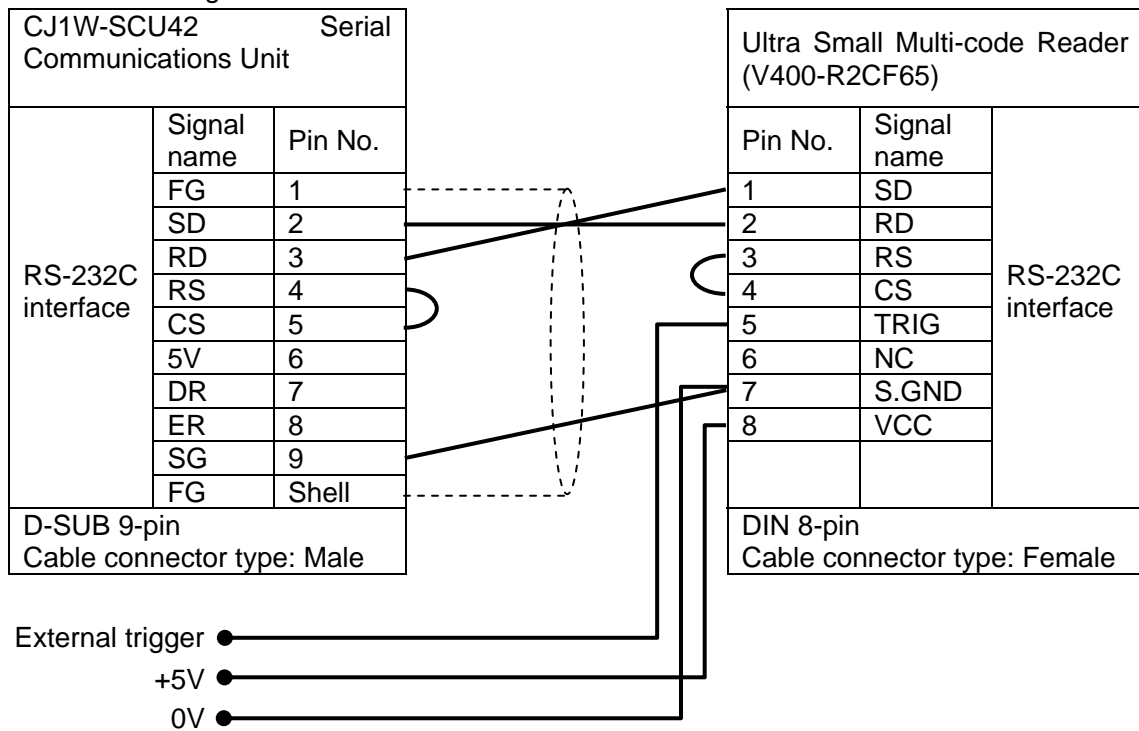 CJ1W-SCU42 Serial
Communications Unit
Ultra Small Multi-code Reader
(V400-R2CF65)
RS-232C
interface
Signal
name
Pin No.
FG 1
SD 2
RD 3
RS 4
CS 5
5V 6
DR 7
ER 8
SG 9
FG Shell
Pin No.
Signal
name
1 SD
2 RD
3 RS
4 CS
5 TRIG
6 NC
7 S.GND
8 VCC
RS-232C
interface
D-SUB 9-pin
Cable connector type: Male
DIN 8-pin
Cable connector type: Female
External trigger
+5V
0V